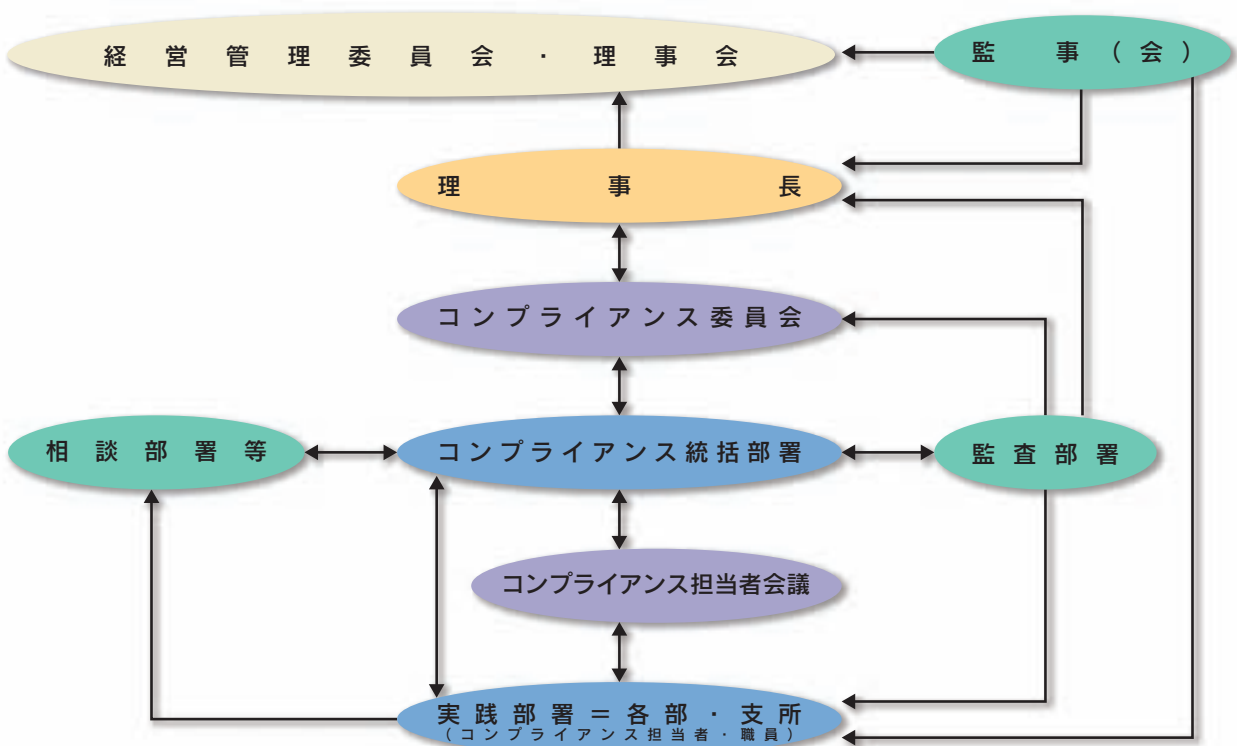 経営管理委員会・理事会
監事(会)
理事長
コンプライアンス委員会
相談部署等
コンプライアンス統括部署
監査部署
コンプライアンス担当者会議
実践部署=各部・支所
(コンプライアンス担当者・職員)